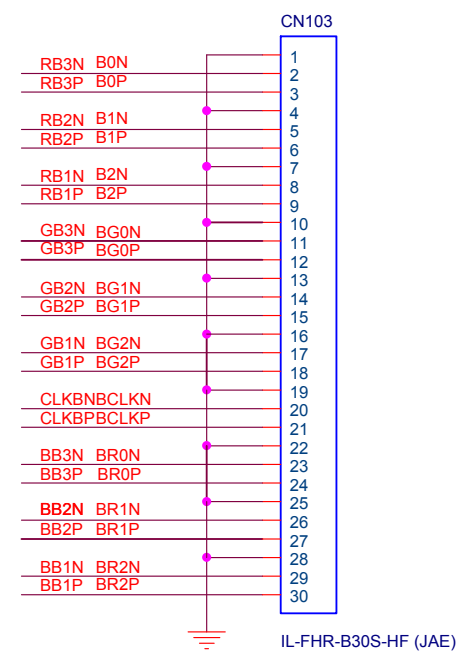 CN103
1
RB3N B0N 2
RB3P B0P 3
4
RB2N B1N 5
RB2P B1P 6
7
RB1N B2N 8
RB1P B2P 9
10
GB3N BG0N 11
GB3P BG0P 12
13
GB2N BG1N 14
GB2P BG1P 15
16
GB1N BG2N 17
GB1P BG2P 18
19
CLKBNBCLKN 20
CLKBPBCLKP 21
22
BB3N BR0N 23
BB3P BR0P 24
25
BB2N BR1N 26
BB2P BR1P 27
28
BB1N BR2N 29
BB1P BR2P 30
IL-FHR-B30S-HF (JAE)